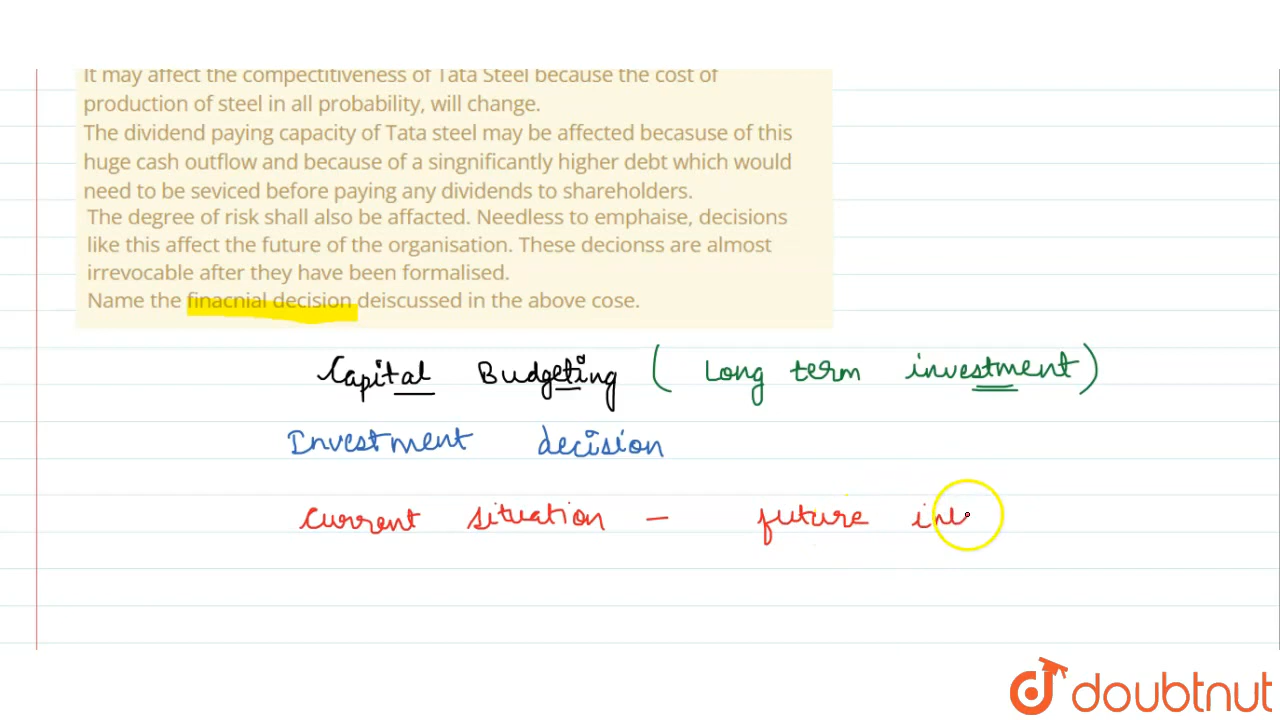 It may affect the compectitiveness of Tata Steel because the cost of
production of steel in all probability, will change.
The dividend paying capacity of Tata steel may be affected becasuse of this
huge cash outflow and because of a singnificantly higher debt which would
need to be seviced before paying any dividends to shareholders.
The degree of risk shall also be affacted. Needless to emphaise, decisions
like this affect the future of the organisation. These decionss are almost
irrevocable after they have been formalised.
Name the finacnial decision deiscussed in the above cose.
Capital Budgeting ( Long term investment )
Investment decision
Current situation - future inv
doubtnut